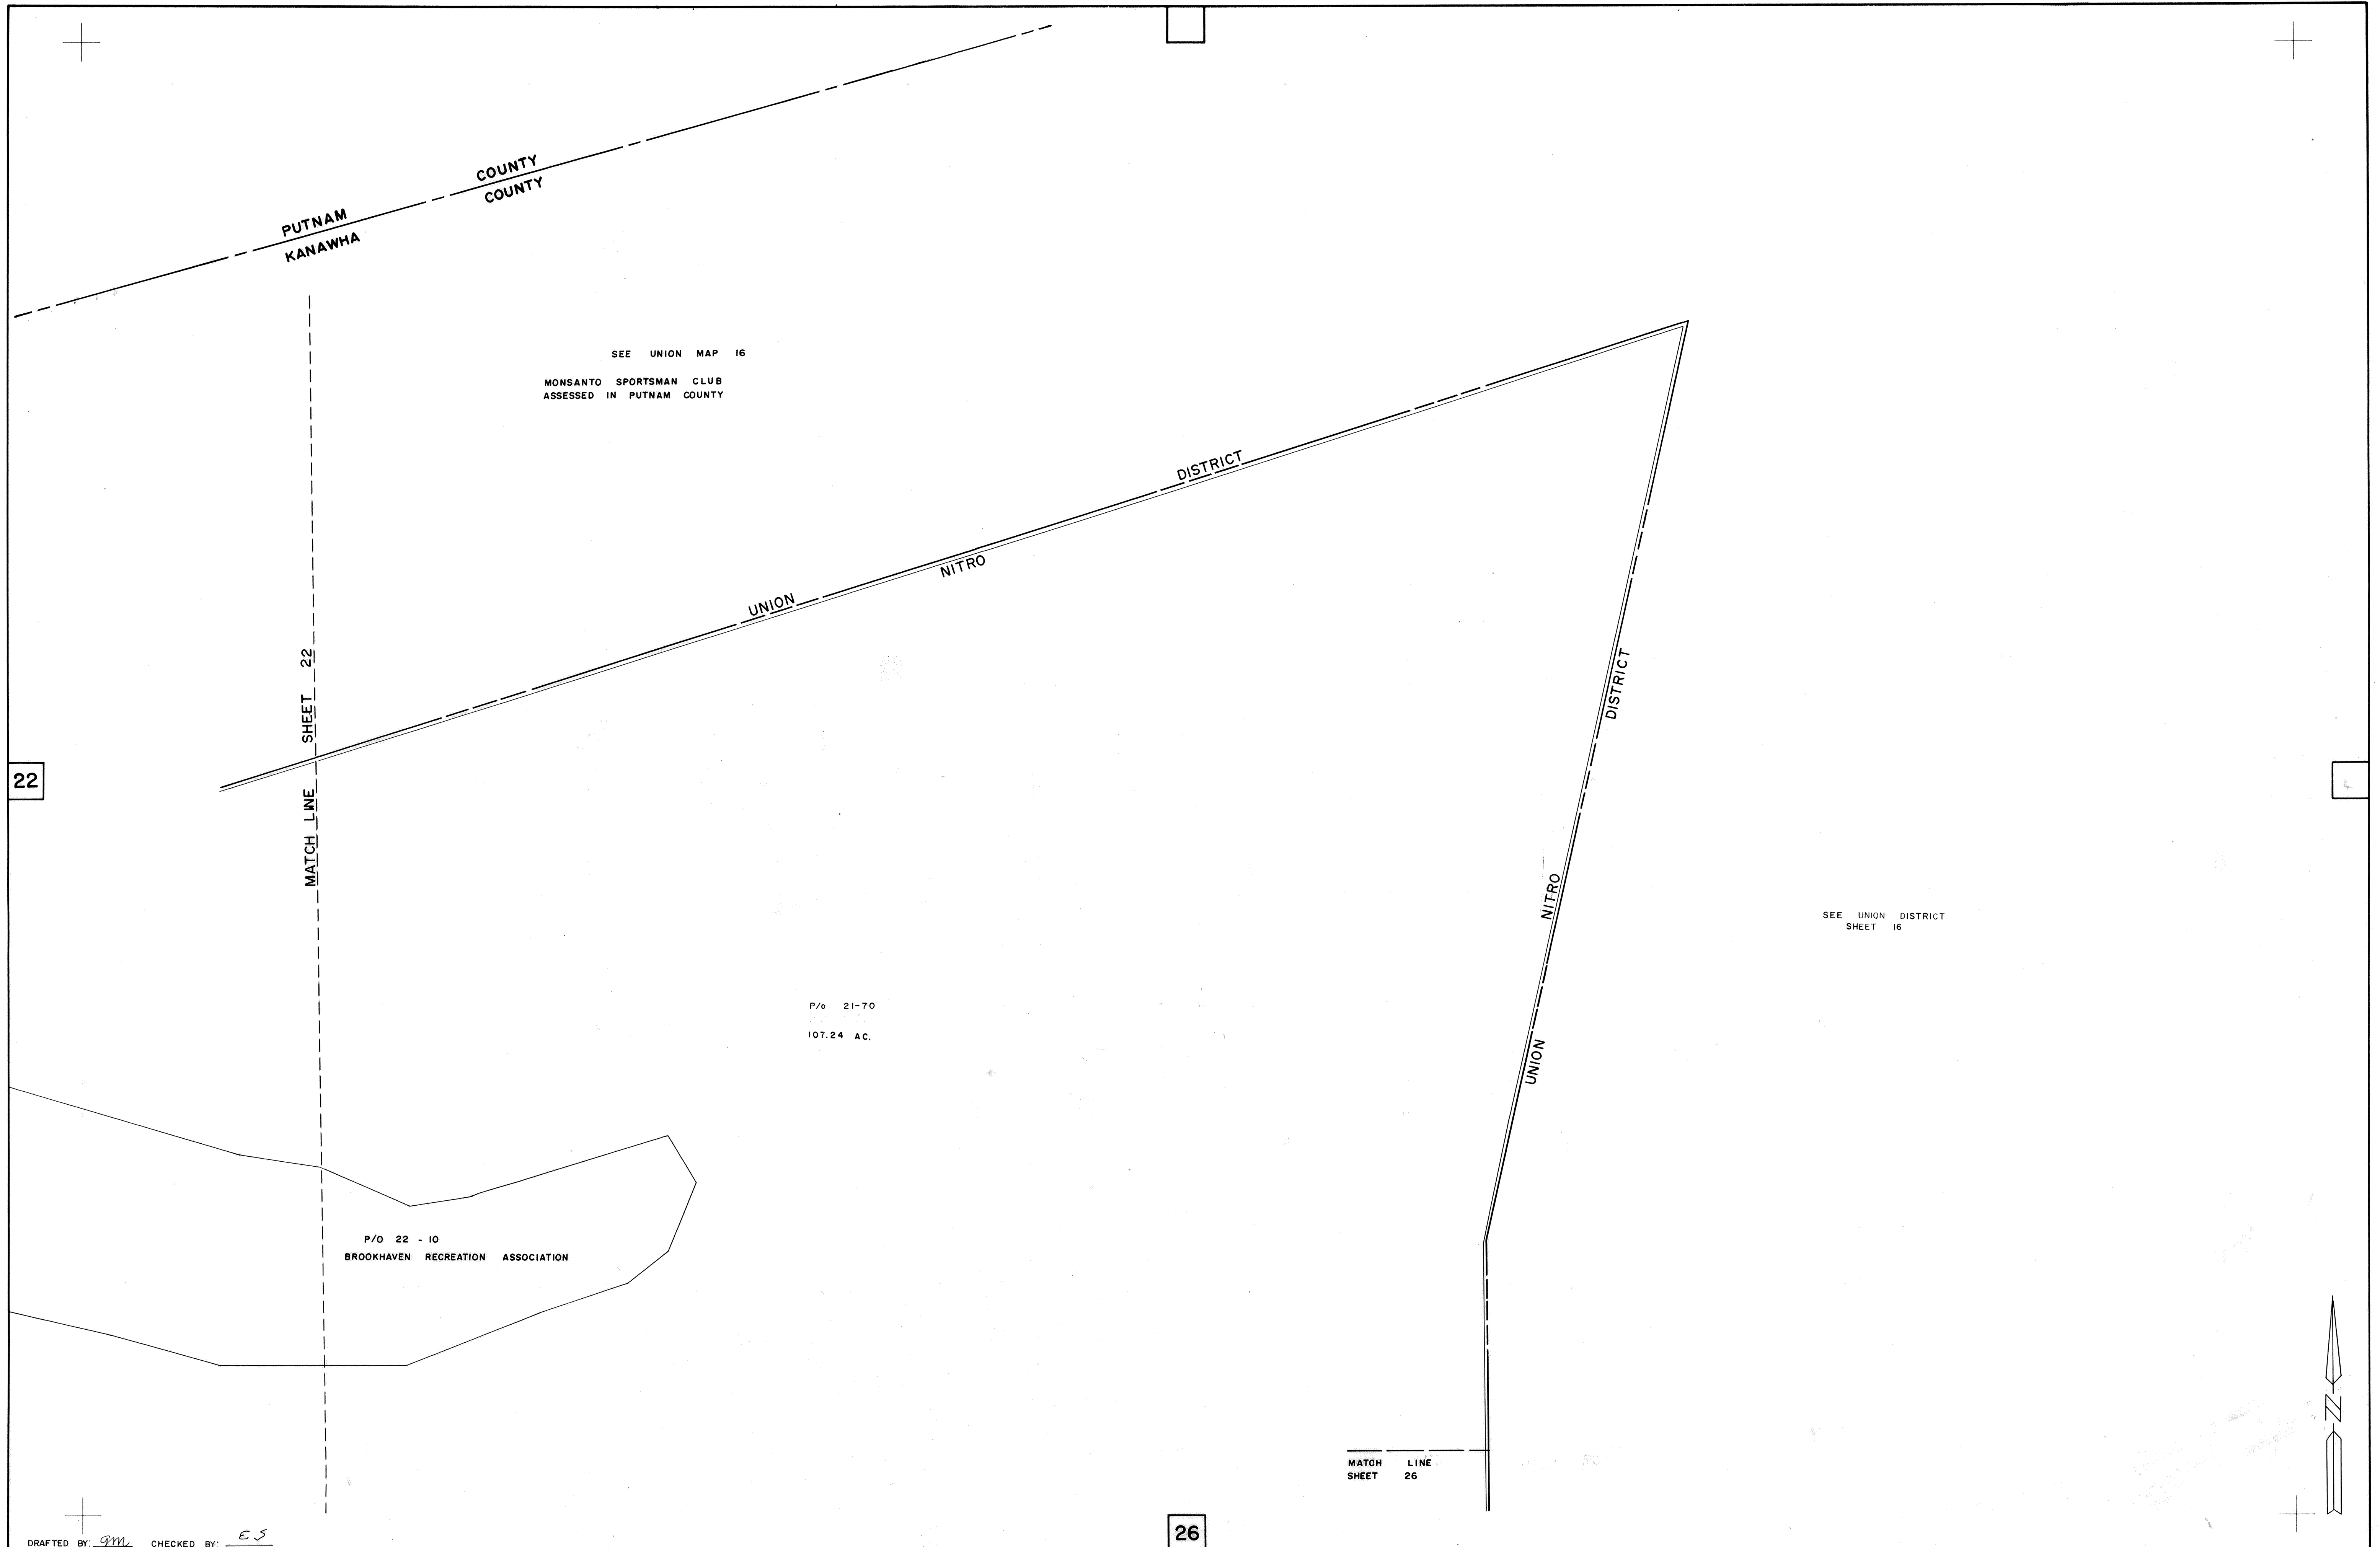 PUTNAM COUNTY
KANAWHA COUNTY
SEE UNION MAP 16
MONSANTO SPORTSMAN CLUB
ASSESSED IN PUTNAM COUNTY
UNION DISTRICT
NITRO
MATCH LINE SHEET 22
22
NITRO
UNION DISTRICT
SEE UNION DISTRICT
SHEET 16
P/o 21-70
107.24 AC.
P/O 22 - 10
BROOKHAVEN RECREATION ASSOCIATION
MATCH LINE
SHEET 26
N
26
DRAFTED BY: gm CHECKED BY: ES